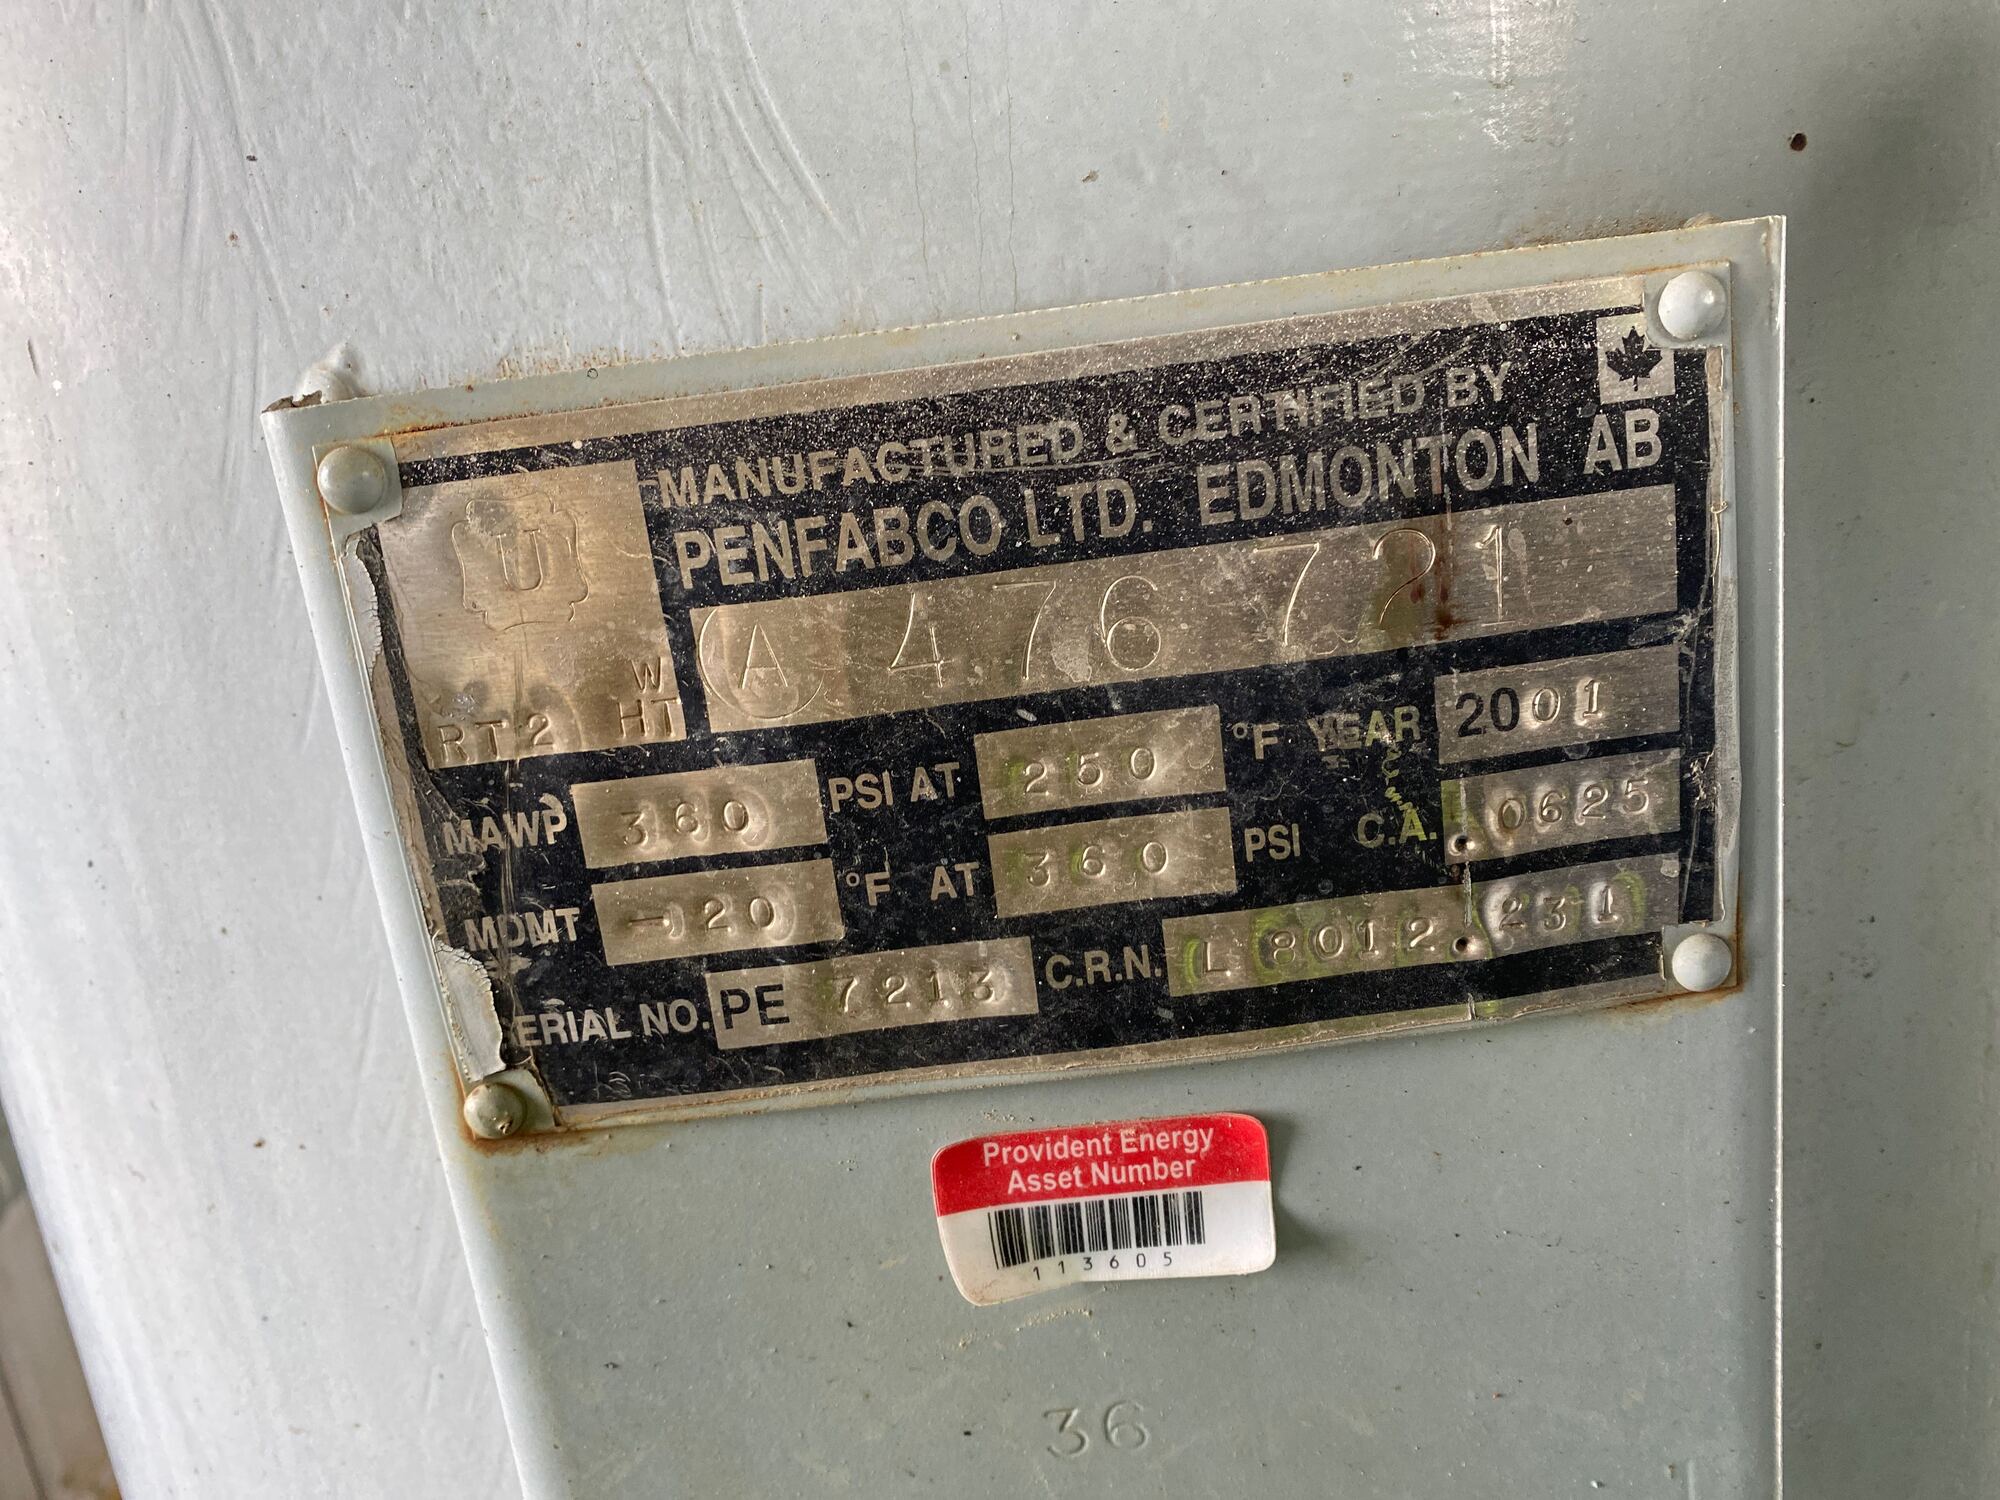 MANUFACTURED & CERTIFIED BY
PENFABCO LTD. EDMONTON AB
U
A 476 721
W
RT2 HT
MAWP 360 PSI AT 250 °F YEAR 2001
MDMT -20 °F AT 360 PSI C.A. .0625
ERIAL NO. PE 7213 C.R.N. L 8012.231
Provident Energy
Asset Number
113605
36